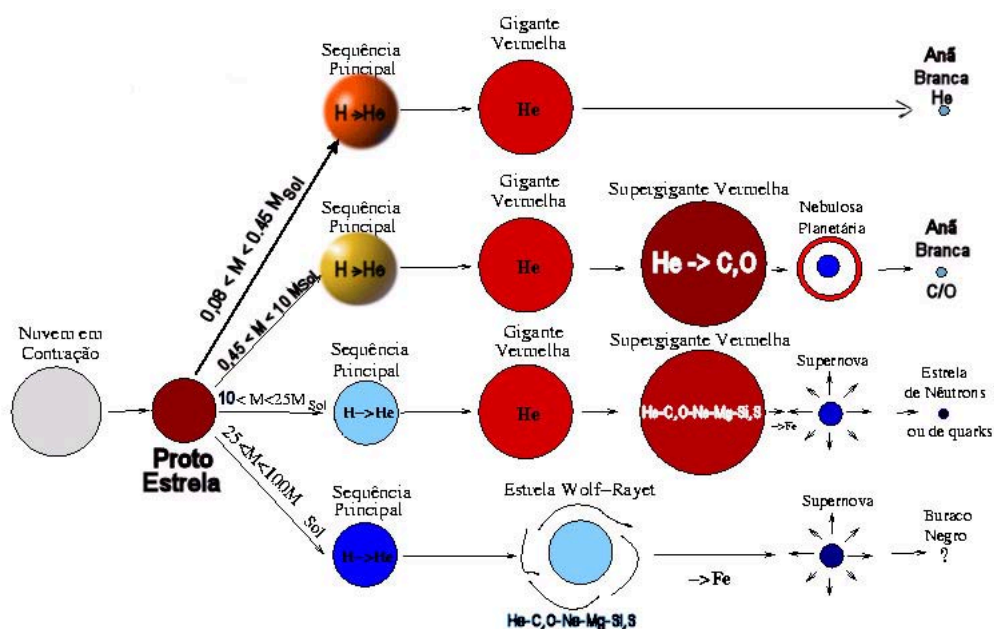 Sequência
Principal
H->He
Gigante
Vermelha
He
Anã
Branca
He
0,08 < M < 0.45 MSol
Sequência
Principal
H->He
Gigante
Vermelha
He
Supergigante Vermelha
He -> C,O
Nebulosa
Planetária
Anã
Branca
C/O
0,45 < M < 10 MSol
Nuvem em
Contração
Proto
Estrela
10< M<25M Sol
Sequência
Principal
H->He
Gigante
Vermelha
He
Supergigante Vermelha
He-C,O-Ne-Mg-Si,S
->Fe
Supernova
Estrela
de Nêutrons
ou de quarks
25<M<100M Sol
Sequência
Principal
H->He
Estrela Wolf-Rayet
He-C,O-Ne-Mg-Si,S
->Fe
Supernova
Buraco
Negro
?